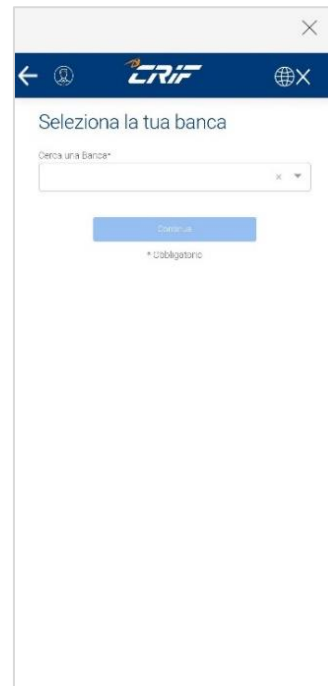 CRIF
Seleziona la tua banca
Cerca una Banca*
Continua
* Obbligatorio